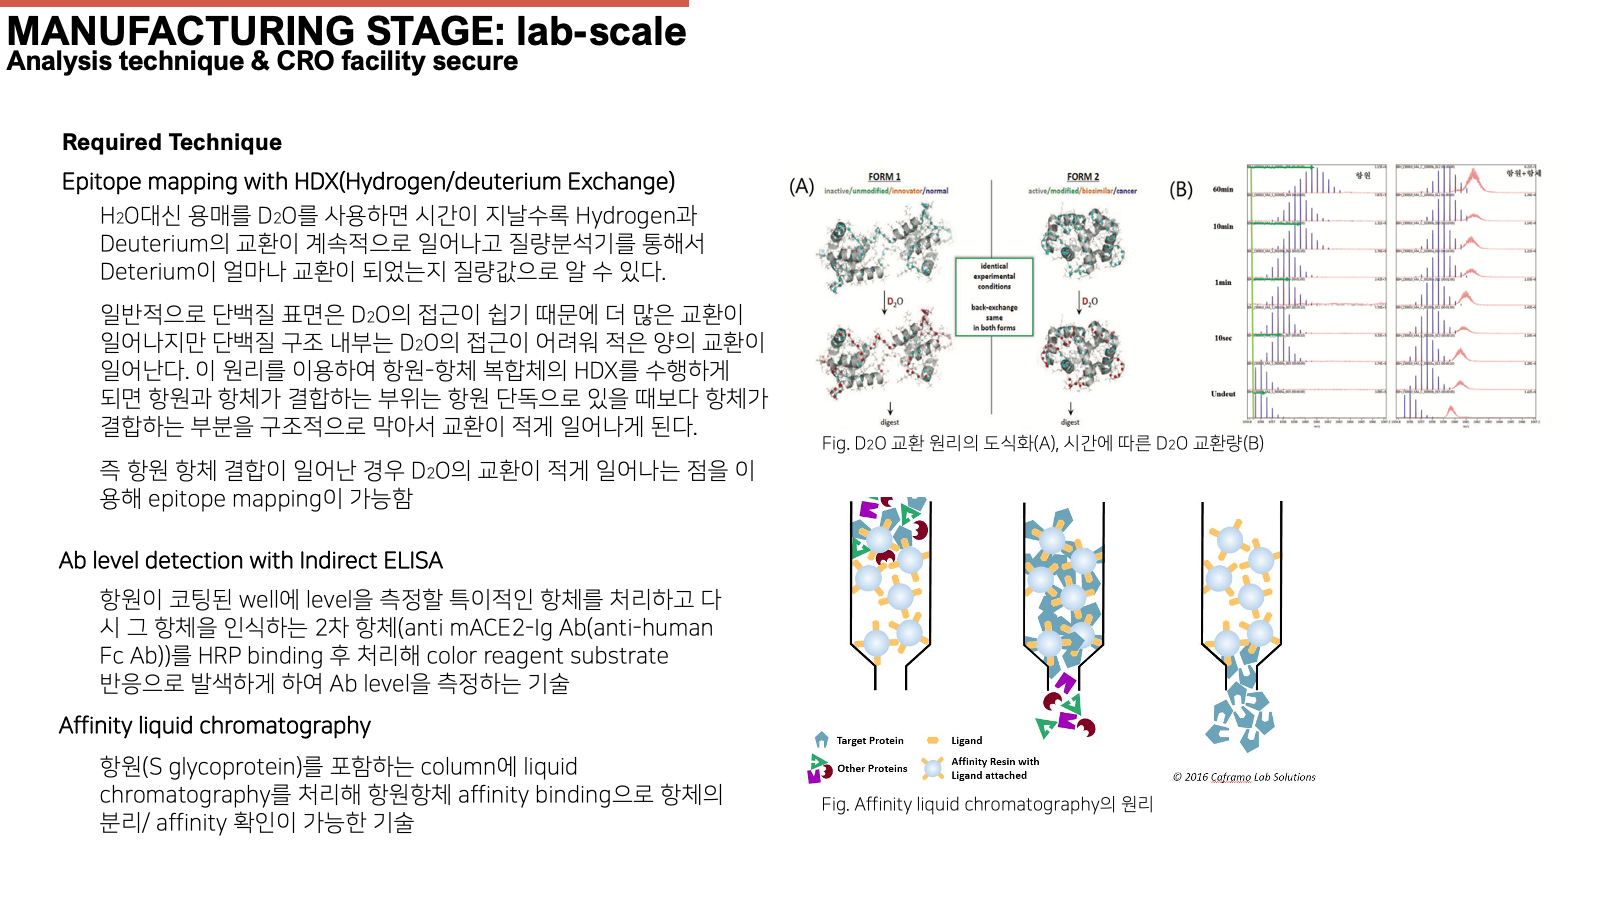 MANUFACTURING STAGE: lab-scale
Analysis technique & CRO facility secure
Required Technique
Epitope mapping with HDX(Hydrogen/deuterium Exchange)
H2O대신 용매를 D2O를 사용하면 시간이 지날수록 Hydrogen과
Deuterium의 교환이 계속적으로 일어나고 질량분석기를 통해서
Deterium이 얼마나 교환이 되었는지 질량값으로 알 수 있다.
일반적으로 단백질 표면은 D2O의 접근이 쉽기 때문에 더 많은 교환이
일어나지만 단백질 구조 내부는 D2O의 접근이 어려워 적은 양의 교환이
일어난다. 이 원리를 이용하여 항원-항체 복합체의 HDX를 수행하게
되면 항원과 항체가 결합하는 부위는 항원 단독으로 있을 때보다 항체가
결합하는 부분을 구조적으로 막아서 교환이 적게 일어나게 된다.
즉 항원 항체 결합이 일어난 경우 D2O의 교환이 적게 일어나는 점을 이
용해 epitope mapping이 가능함
Ab level detection with Indirect ELISA
항원이 코팅된 well에 level을 측정할 특이적인 항체를 처리하고 다
시 그 항체을 인식하는 2차 항체(anti mACE2-Ig Ab(anti-human
Fc Ab))를 HRP binding 후 처리해 color reagent substrate
반응으로 발색하게 하여 Ab level을 측정하는 기술
Affinity liquid chromatography
항원(S glycoprotein)를 포함하는 column에 liquid
chromatography를 처리해 항원항체 affinity binding으로 항체의
분리/ affinity 확인이 가능한 기술
(A)
FORM 1
inactive/unmodified/innovator/normal
FORM 2
active/modified/biosimilar/cancer
identical
experimental
conditions
back-exchange
same
in both forms
D2O
D2O
digest
digest
(B)
항원
항원+항체
60min
10min
1min
10sec
Undeut
Fig. D2O 교환 원리의 도식화(A), 시간에 따른 D2O 교환량(B)
Target Protein
Ligand
Other Proteins
Affinity Resin with
Ligand attached
© 2016 Caframo Lab Solutions
Fig. Affinity liquid chromatography의 원리